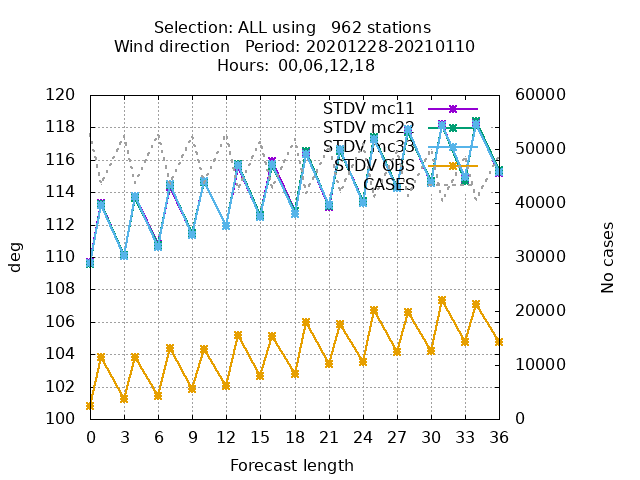 Selection: ALL using   962 stations
Wind direction   Period: 20201228-20210110
Hours:  00,06,12,18
120 60000
STDV mc11
118 STDV mc22
50000
STDV mc33
116 STDV OBS
114 CASES
112 40000
110 30000
108
106 20000
104
10000
102
100 0
deg
No cases
0 3 6 9 12 15 18 21 24 27 30 33 36
Forecast length